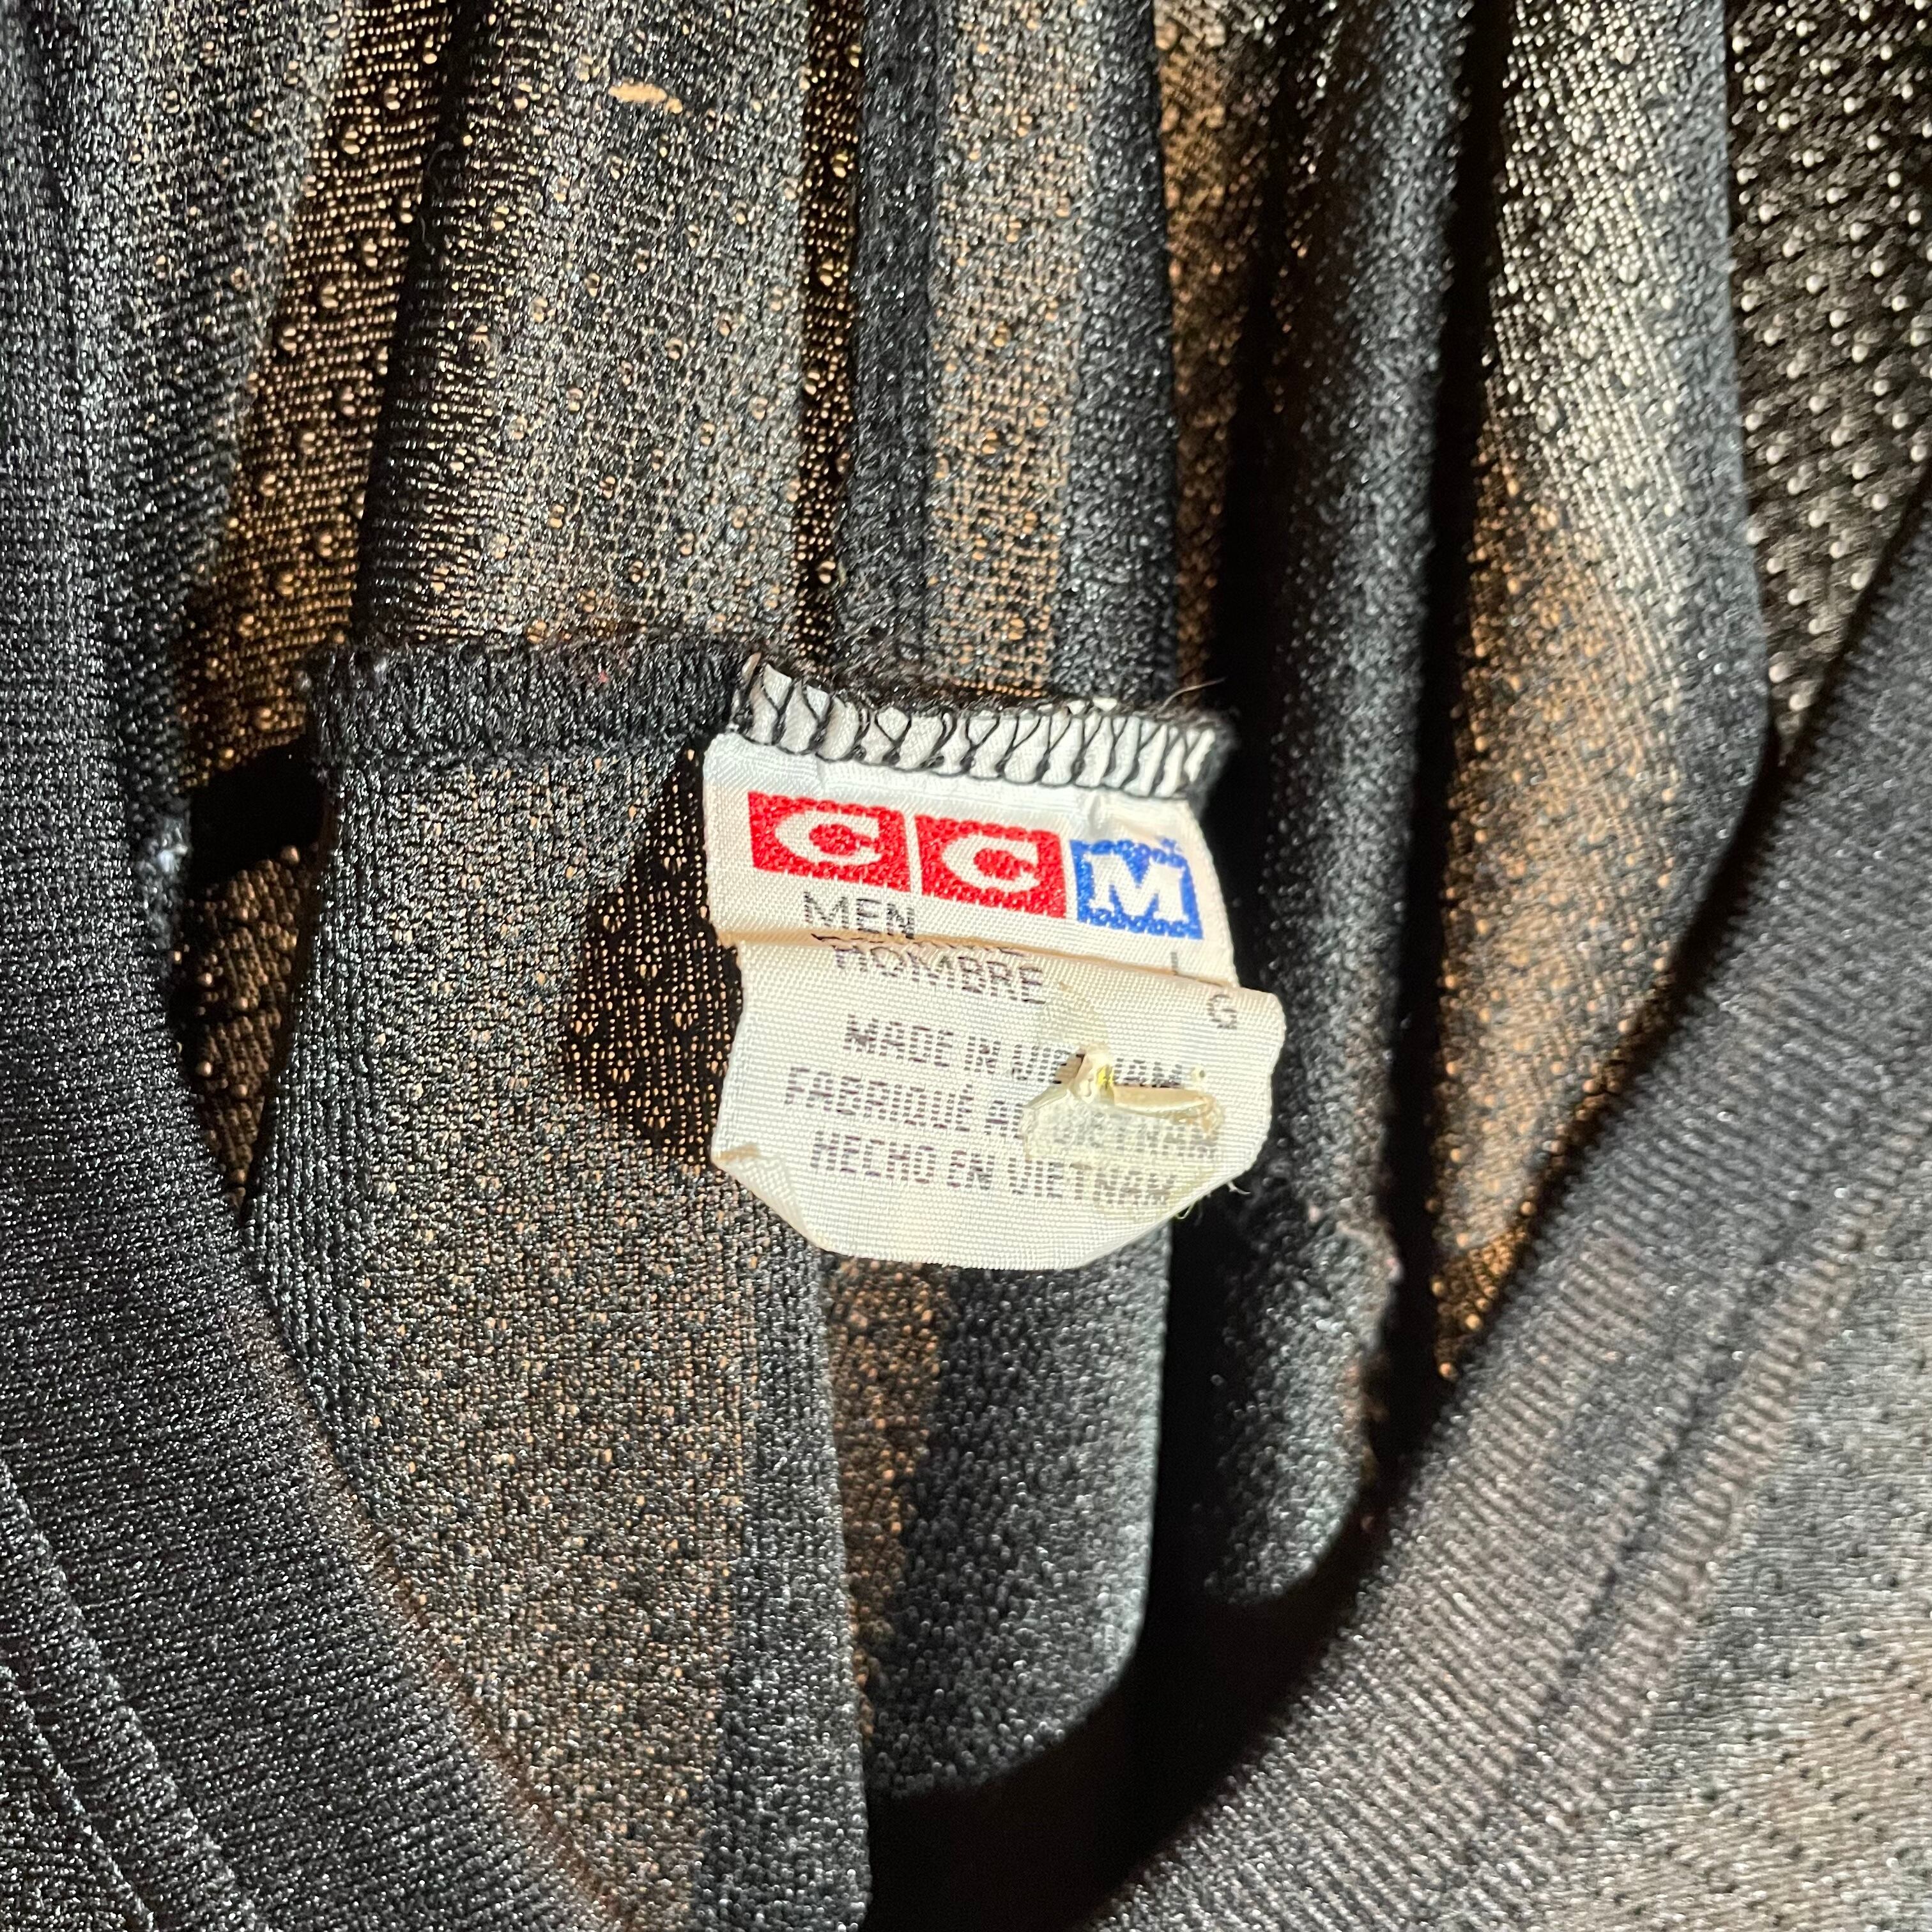 CCM
MEN L
HOMBRE G
MADE IN VIETNAM
FABRIQUÉ AU VIETNAM
HECHO EN VIETNAM